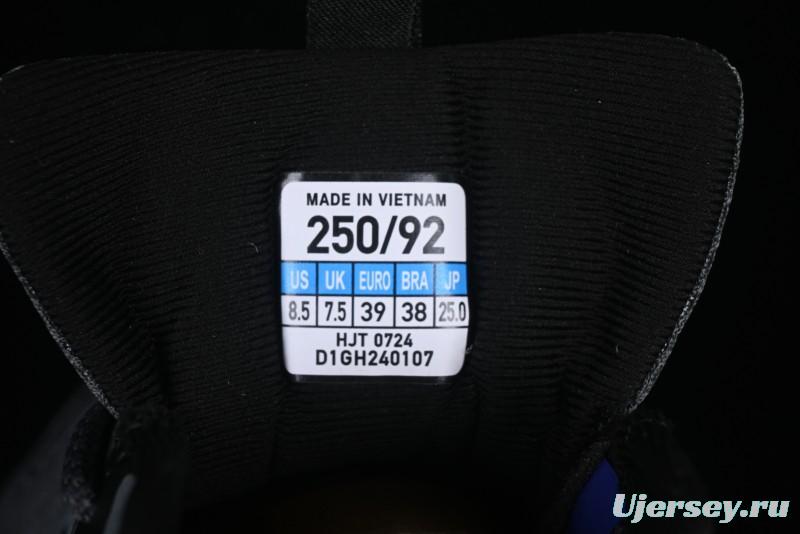 MADE IN VIETNAM
250/92
US UK EURO BRA JP
8.5 7.5 39 38 25.0
HJT 0724
D1GH240107
Ujersey.ru